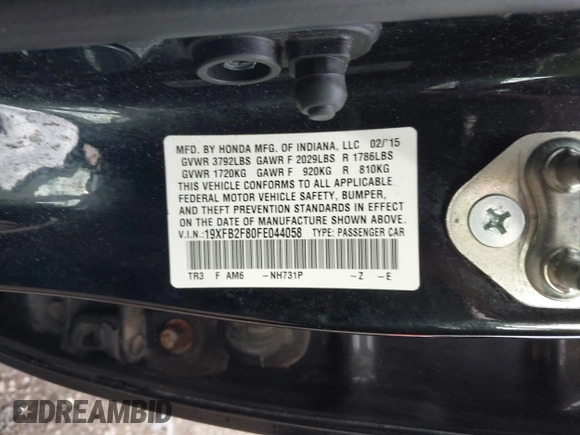 MFD. BY HONDA MFG. OF INDIANA, LLC 02/'15
GVWR 3792LBS GAWR F 2029LBS R 1786LBS
GVWR 1720KG GAWR F 920KG R 810KG
THIS VEHICLE CONFORMS TO ALL APPLICABLE
FEDERAL MOTOR VEHICLE SAFETY, BUMPER,
AND THEFT PREVENTION STANDARDS IN EFFECT
ON THE DATE OF MANUFACTURE SHOWN ABOVE.
V.I.N.:19XFB2F80FE044058 TYPE: PASSENGER CAR
TR3 F AM6 -NH731P -Z -E
DREAMBID